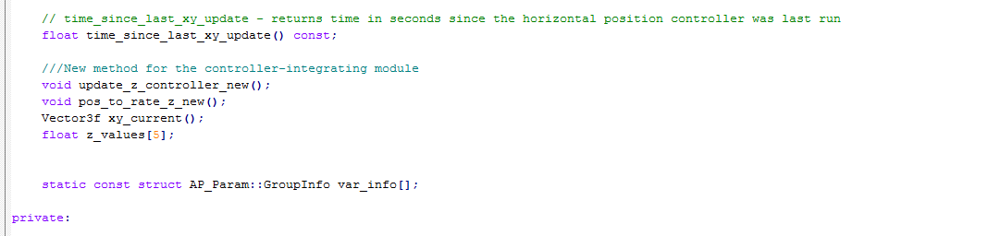 // time_since_last_xy_update - returns time in seconds since the horizontal position controller was last run
float time_since_last_xy_update() const;
///New method for the controller-integrating module
void update_z_controller_new();
void pos_to_rate_z_new();
Vector3f xy_current();
float z_values[5];
static const struct AP_Param::GroupInfo var_info[];
private: